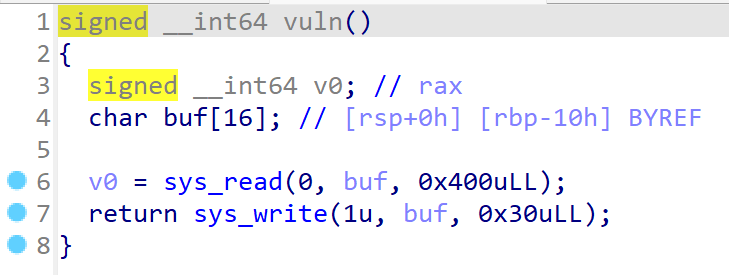 1 signed __int64 vuln()
2 {
3   signed __int64 v0; // rax
4   char buf[16]; // [rsp+0h] [rbp-10h] BYREF
5
6   v0 = sys_read(0, buf, 0x400uLL);
7   return sys_write(1u, buf, 0x30uLL);
8 }